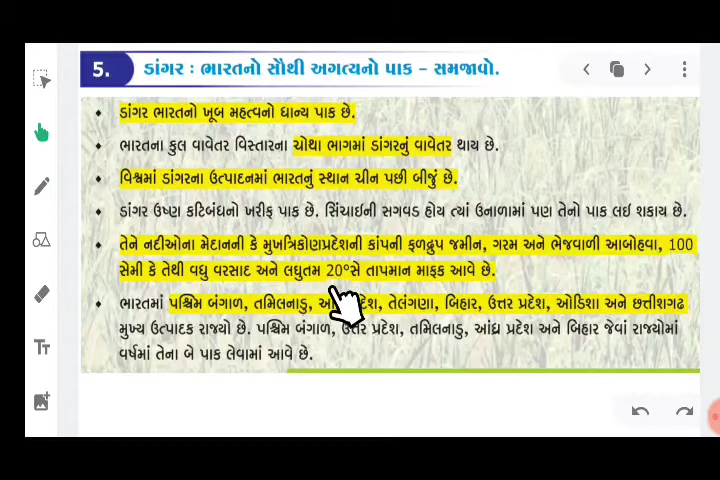 5. ડાંગર : ભારતનો સૌથી અગત્યનો પાક – સમજાવો.
• ડાંગર ભારતનો ખૂબ મહત્વનો ધાન્ય પાક છે.
• ભારતના કુલ વાવેતર વિસ્તારના ચોથા ભાગમાં ડાંગરનું વાવેતર થાય છે.
• વિશ્વમાં ડાંગરના ઉત્પાદનમાં ભારતનું સ્થાન ચીન પછી બીજું છે.
• ડાંગર ઉષ્ણ કટિબંધનો ખરીફ પાક છે. સિંચાઈની સગવડ હોય ત્યાં ઉનાળામાં પણ તેનો પાક લઈ શકાય છે.
• તેને નદીઓના મેદાનની કે મુખત્રિકોણપ્રદેશની કાંપની ફળદ્રુપ જમીન, ગરમ અને ભેજવાળી આબોહવા, 100
સેમી કે તેથી વધુ વરસાદ અને લઘુતમ 20°સે તાપમાન માફક આવે છે.
• ભારતમાં પશ્ચિમ બંગાળ, તમિલનાડુ, તેલંગણા, બિહાર, ઉત્તર પ્રદેશ, ઓડિશા અને છત્તીશગઢ
મુખ્ય ઉત્પાદક રાજ્યો છે. પશ્ચિમ બંગાળ, ઉત્તર પ્રદેશ, તમિલનાડુ, આંધ્ર પ્રદેશ અને બિહાર જેવાં રાજ્યોમાં
વર્ષમાં તેના બે પાક લેવામાં આવે છે.